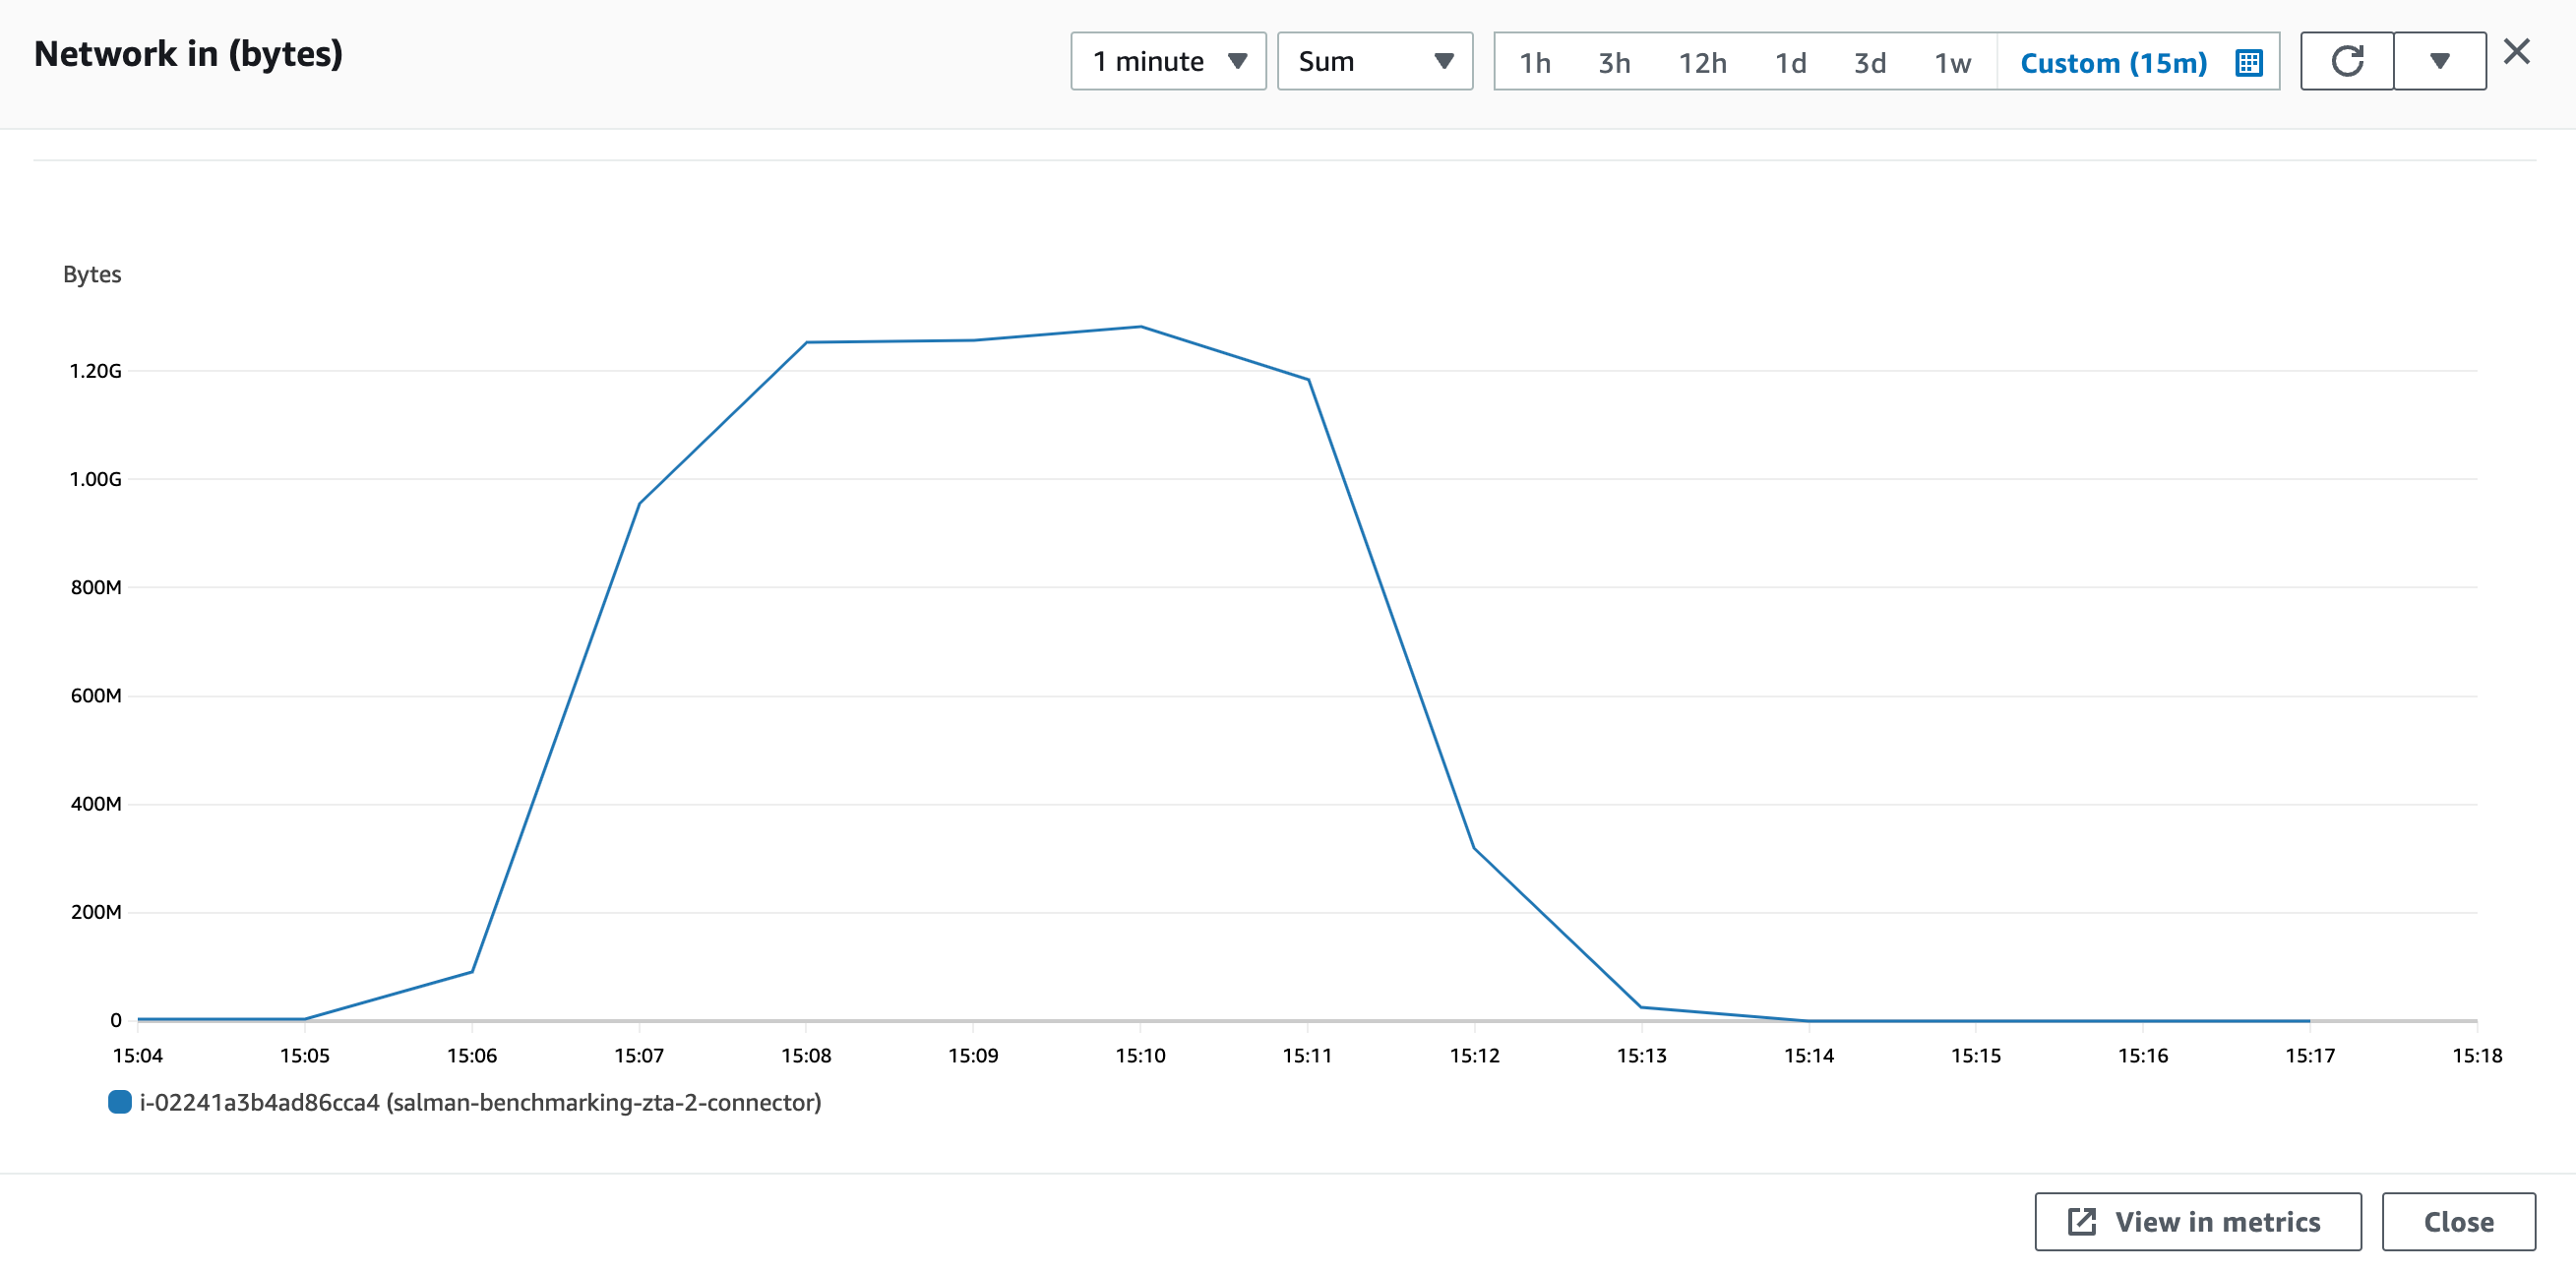 Network in (bytes)
1 minute
Sum
1h 3h 12h 1d 3d 1w Custom (15m)
Bytes
1.20G
1.00G
800M
600M
400M
200M
0
15:04 15:05 15:06 15:07 15:08 15:09 15:10 15:11 15:12 15:13 15:14 15:15 15:16 15:17 15:18
i-02241a3b4ad86cca4 (salman-benchmarking-zta-2-connector)
View in metrics
Close